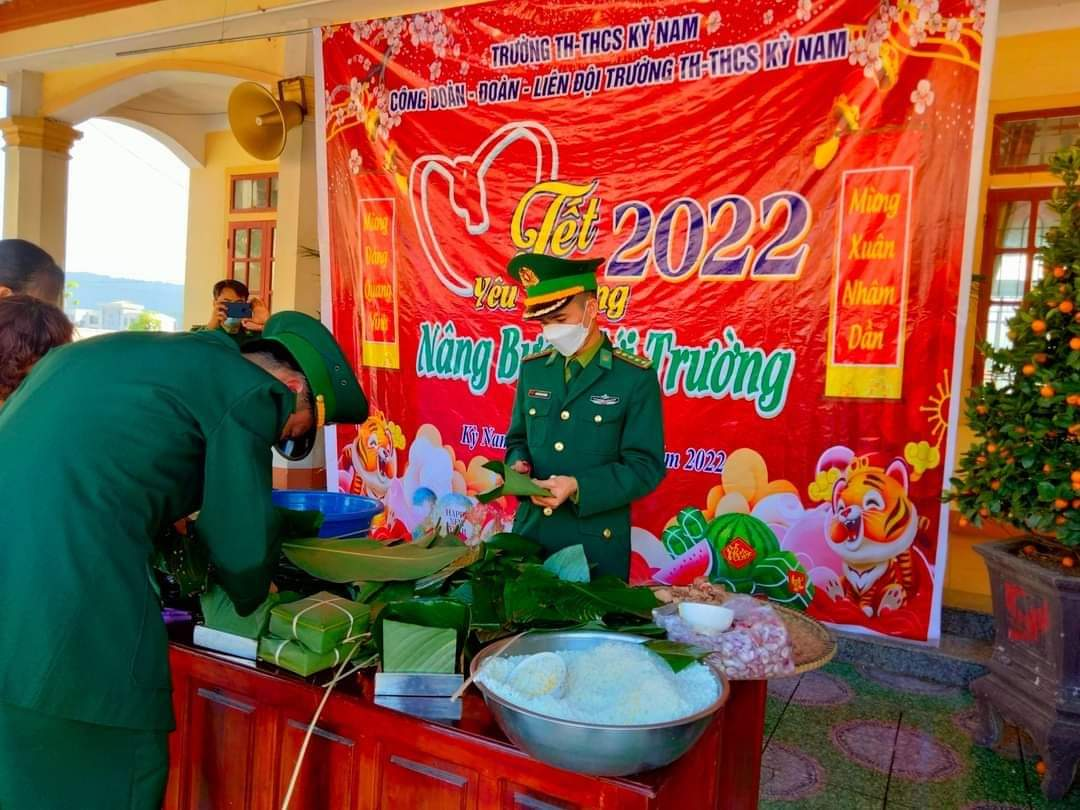 TRƯỜNG TH-THCS KỲ NAM
CÔNG ĐOÀN - ĐOÀN - LIÊN ĐỘI TRƯỜNG TH-THCS KỲ NAM
Tết 2022
Yêu
Nâng Trường
Mừng
Đảng
Quang
Vinh
Mừng
Xuân
Nhâm
Dần
Kỳ Nam
2022